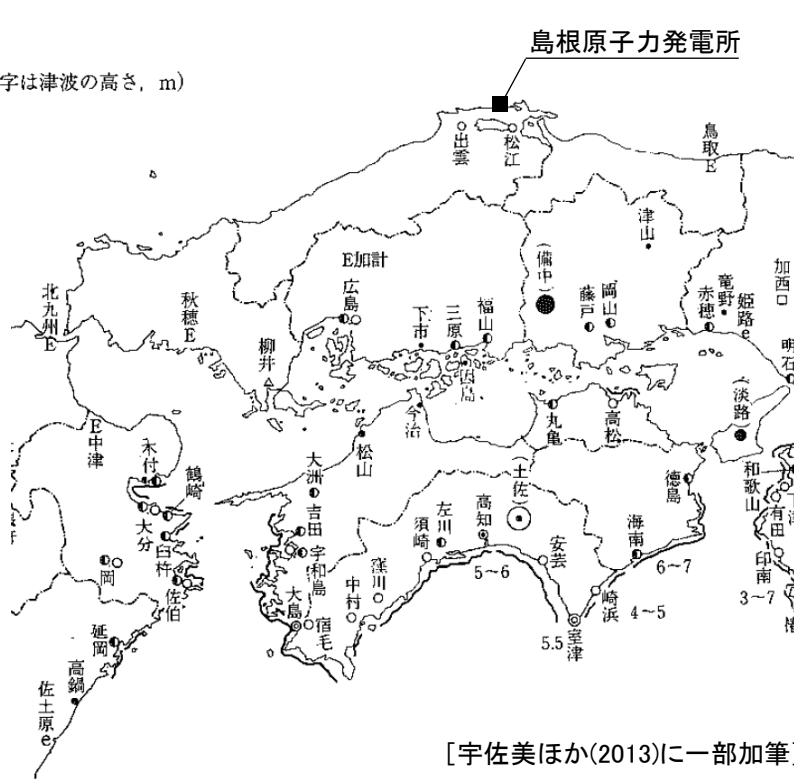 島根原子力発電所
字は津波の高さ, m)
出雲
松江
鳥取E
津山
(備中)
E加計
広島
北九州E
秋穂E
柳井
下市
三原
福山
因島
藤戸
岡山
赤穂
竜野
姫路e
加西
明石
今治
松山
丸亀
高松
(淡路)
E中津
木付
鶴崎
大分
臼杵
佐伯
岡
延岡
高鍋
佐土原e
大洲
吉田
宇和島
大島
宿毛
中村
窪川
須崎
左川
高知
(土佐)
安芸
室津
崎浜
海南
徳島
和歌山
有田
印南
5~6
5.5
4~5
6~7
3~7
[宇佐美ほか(2013)に一部加筆]